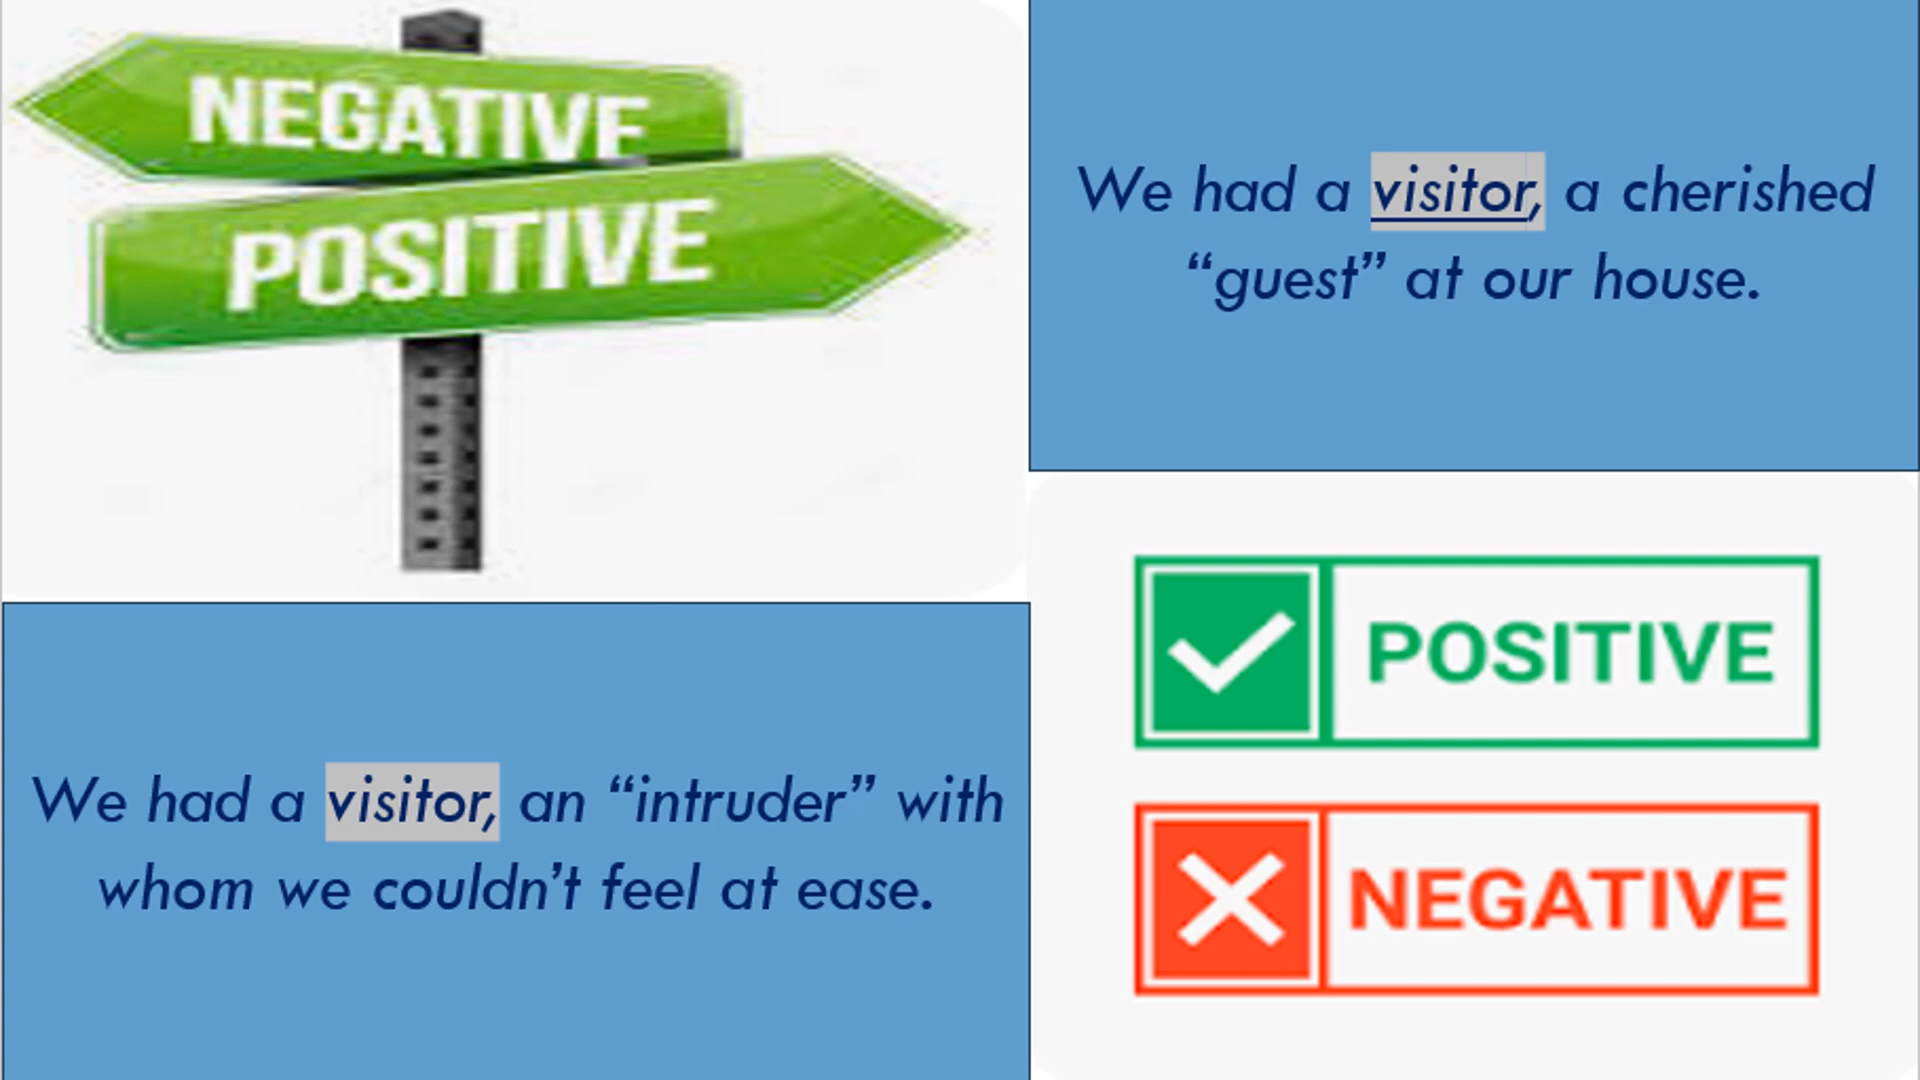 NEGATIVE
POSITIVE
We had a visitor, a cherished
“guest” at our house.
We had a visitor, an “intruder” with
whom we couldn’t feel at ease.
POSITIVE
NEGATIVE